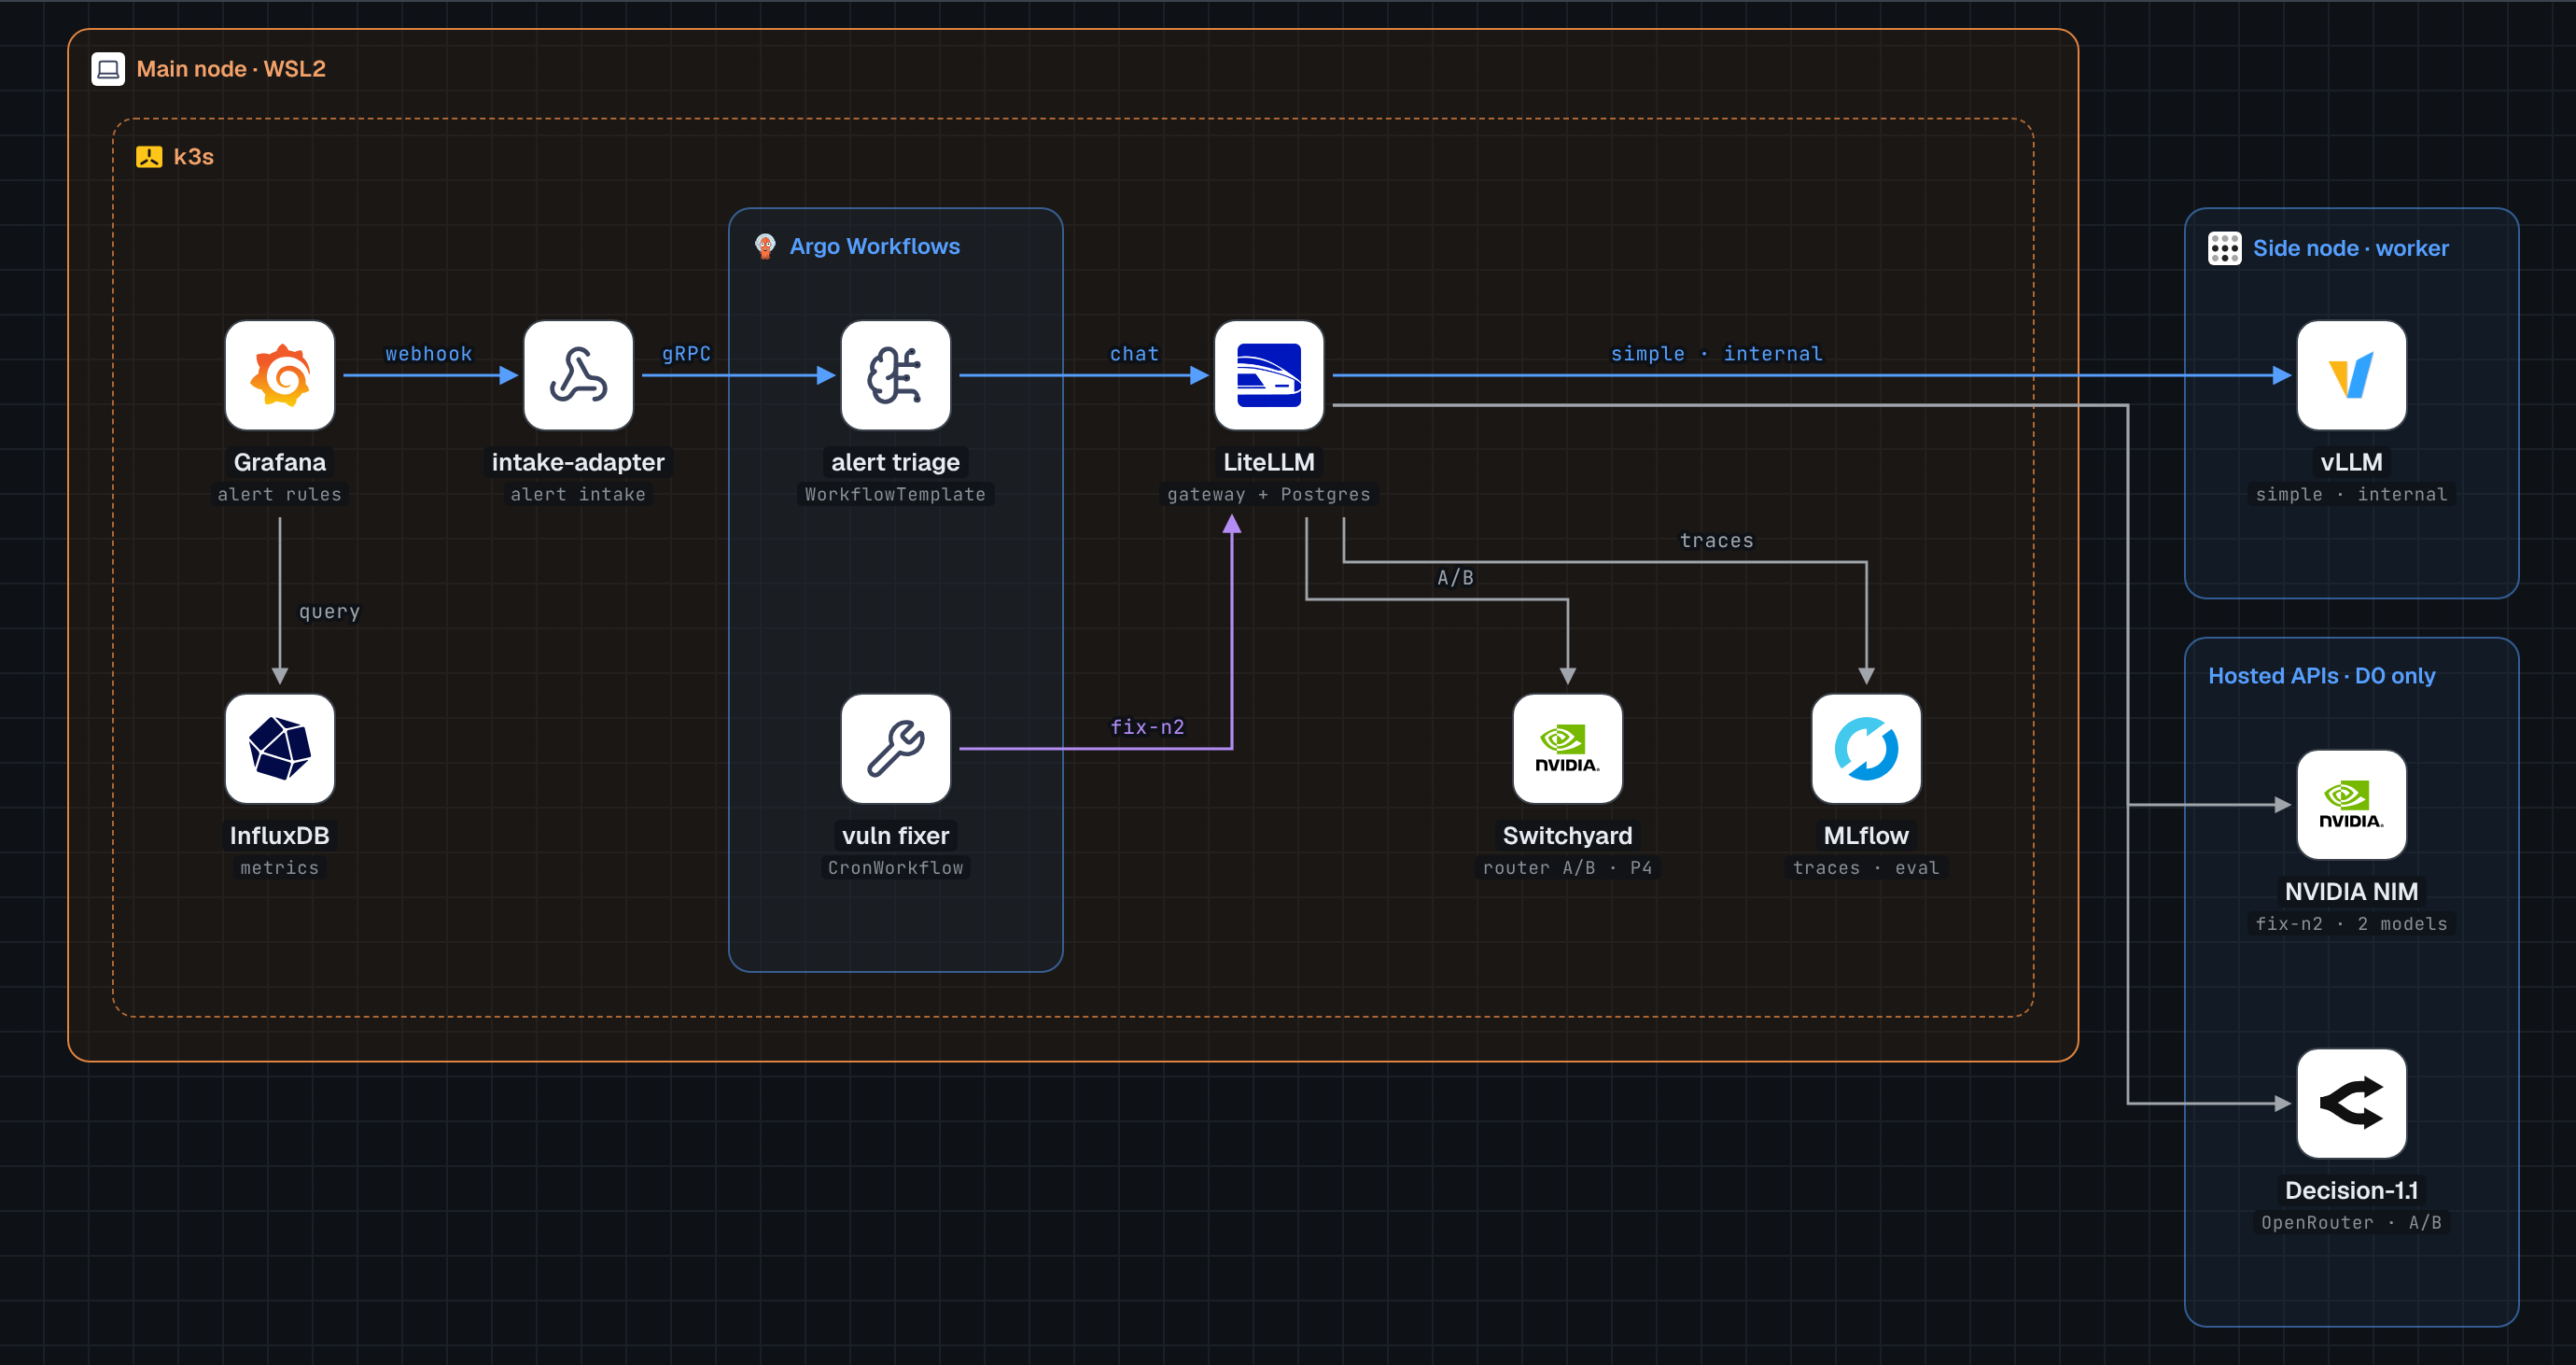 Main node · WSL2
k3s
Argo Workflows
Side node · worker
webhook
gRPC
chat
simple · internal
Grafana
alert rules
intake-adapter
alert intake
alert triage
WorkflowTemplate
LiteLLM
gateway + Postgres
vLLM
simple · internal
traces
A/B
query
Hosted APIs · D0 only
fix-n2
NVIDIA.
NVIDIA.
InfluxDB
metrics
vuln fixer
CronWorkflow
Switchyard
router A/B · P4
MLflow
traces · eval
NVIDIA NIM
fix-n2 · 2 models
Decision-1.1
OpenRouter · A/B